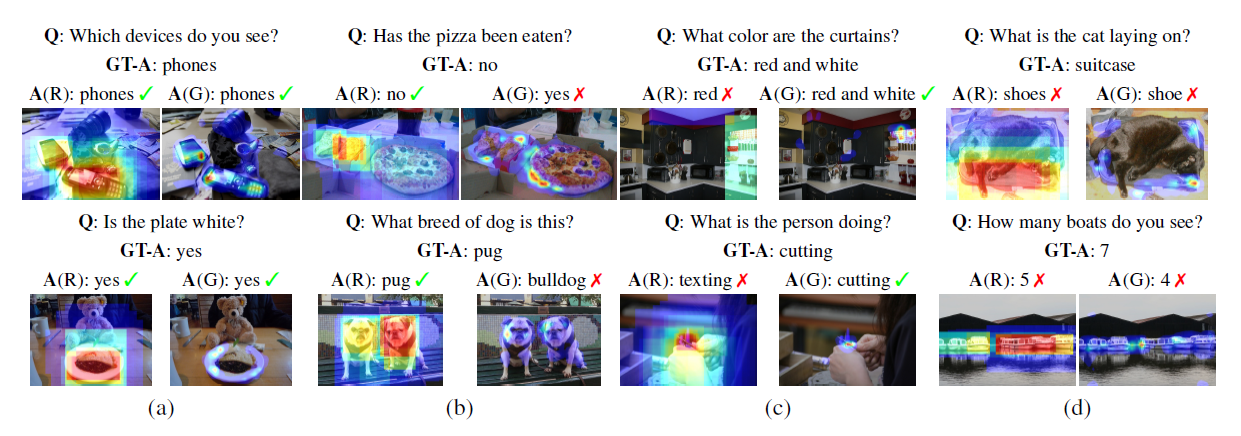 Q: Which devices do you see?
GT-A: phones
A(R): phones ✓ A(G): phones ✓
Q: Is the plate white?
GT-A: yes
A(R): yes ✓ A(G): yes ✓
(a)
Q: Has the pizza been eaten?
GT-A: no
A(R): no ✓ A(G): yes ✗
Q: What breed of dog is this?
GT-A: pug
A(R): pug ✓ A(G): bulldog ✗
(b)
Q: What color are the curtains?
GT-A: red and white
A(R): red ✗ A(G): red and white ✓
Q: What is the person doing?
GT-A: cutting
A(R): texting ✗ A(G): cutting ✓
(c)
Q: What is the cat laying on?
GT-A: suitcase
A(R): shoes ✗ A(G): shoe ✗
Q: How many boats do you see?
GT-A: 7
A(R): 5 ✗ A(G): 4 ✗
(d)